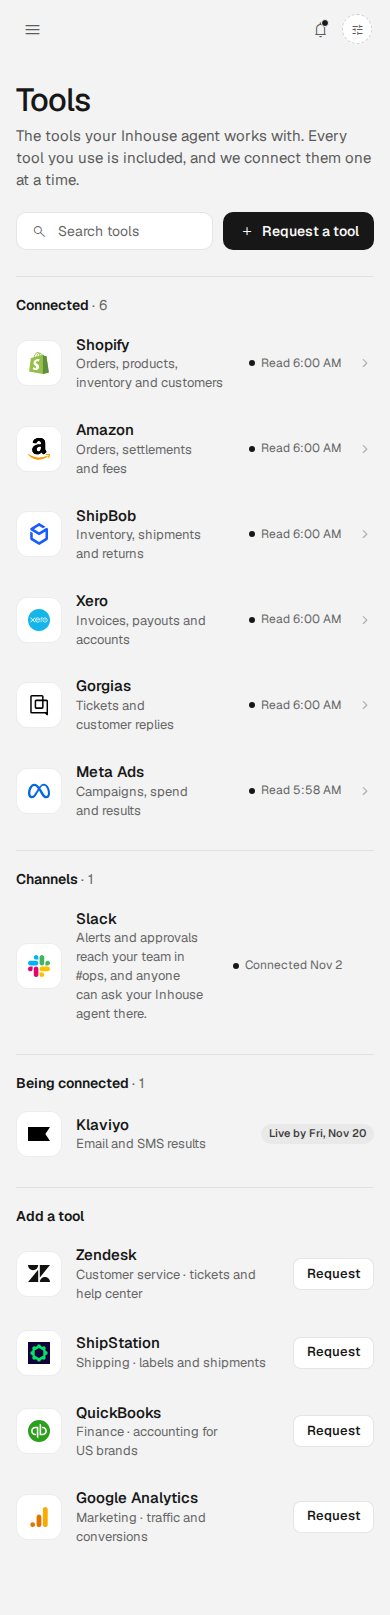 Tools
The tools your Inhouse agent works with. Every
tool you use is included, and we connect them one
at a time.
Search tools
+ Request a tool
Connected · 6
Shopify
Orders, products,
inventory and customers
Read 6:00 AM
Amazon
Orders, settlements
and fees
Read 6:00 AM
ShipBob
Inventory, shipments
and returns
Read 6:00 AM
xero
Xero
Invoices, payouts and
accounts
Read 6:00 AM
Gorgias
Tickets and
customer replies
Read 6:00 AM
Meta Ads
Campaigns, spend
and results
Read 5:58 AM
Channels · 1
Slack
Alerts and approvals
reach your team in
#ops, and anyone
can ask your Inhouse
agent there.
Connected Nov 2
Being connected · 1
Klaviyo
Email and SMS results
Live by Fri, Nov 20
Add a tool
Zendesk
Customer service · tickets and
help center
Request
ShipStation
Shipping · labels and shipments
Request
qb
QuickBooks
Finance · accounting for
US brands
Request
Google Analytics
Marketing · traffic and
conversions
Request